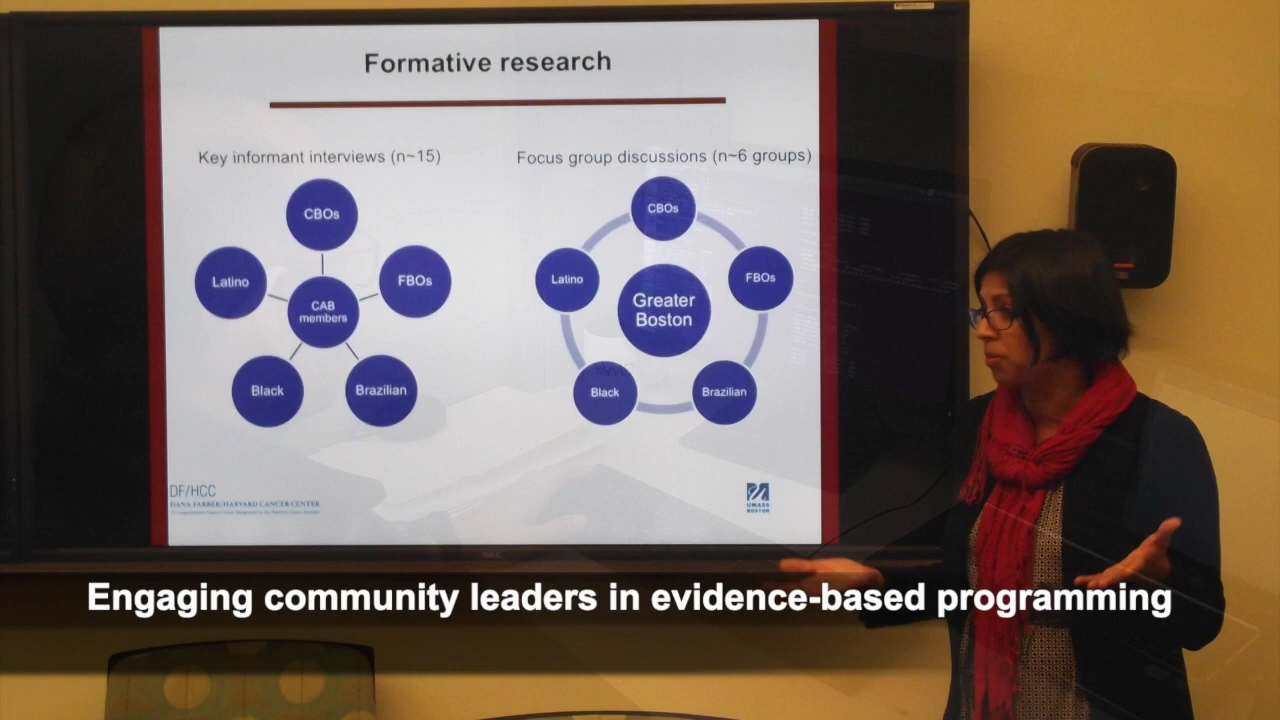 Formative research
Key informant interviews (n~15)
Focus group discussions (n~6 groups)
CBOs
Latino
FBOs
CAB
members
Black
Brazilian
CBOs
Latino
FBOs
Greater
Boston
Black
Brazilian
DF/HCC
DANA-FARBER/HARVARD CANCER CENTER
UMASS
BOSTON
Engaging community leaders in evidence-based programming